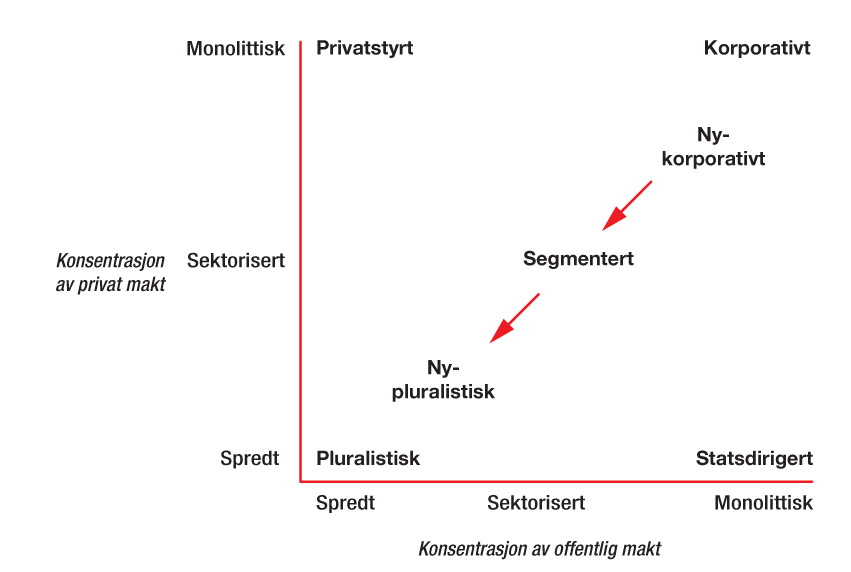 Monolittisk
Privatstyrt
Korporativt
Ny-
korporativt
Konsentrasjon
av privat makt
Sektorisert
Segmentert
Ny-
pluralistisk
Spredt
Pluralistisk
Statsdirigert
Spredt
Sektorisert
Monolittisk
Konsentrasjon av offentlig makt